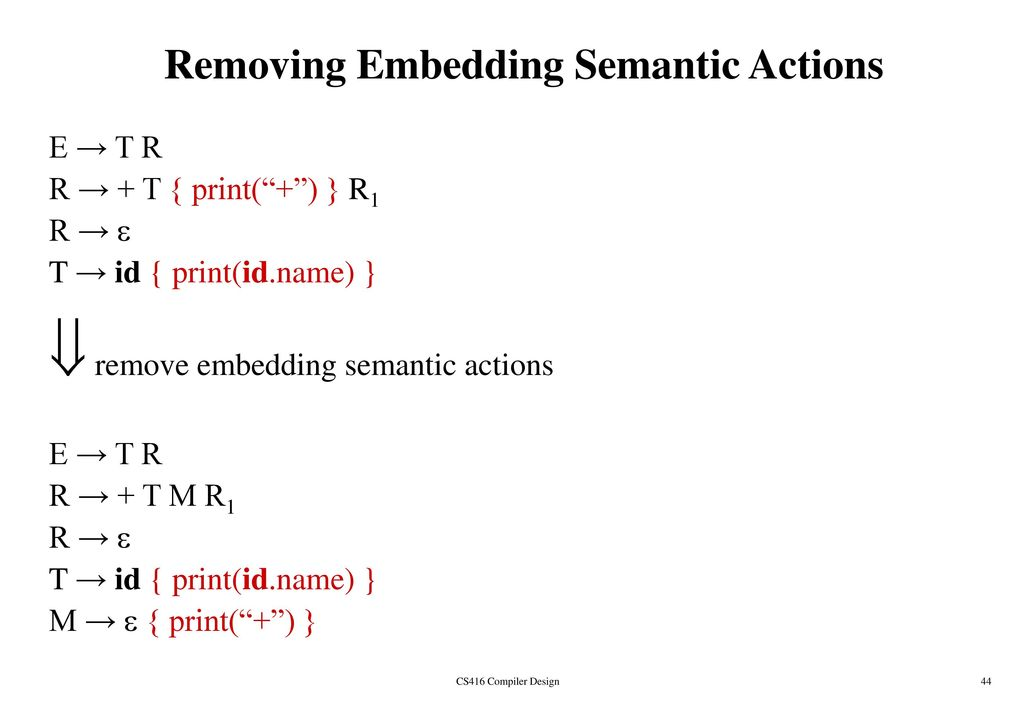 Removing Embedding Semantic Actions
E → T R
R → + T { print(“+”) } R₁
R → ε
T → id { print(id.name) }
⇓ remove embedding semantic actions
E → T R
R → + T M R₁
R → ε
T → id { print(id.name) }
M → ε { print(“+”) }
CS416 Compiler Design
44